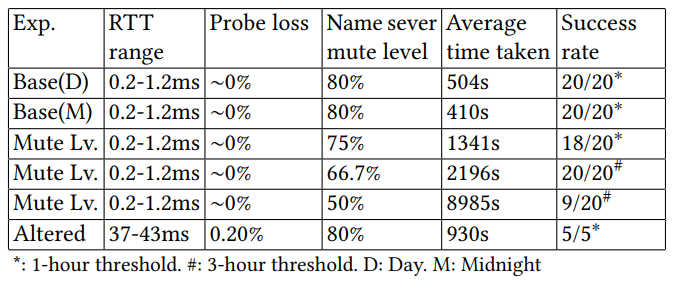 Exp. RTT range Probe loss Name sever mute level Average time taken Success rate
Base(D) 0.2-1.2ms ~0% 80% 504s 20/20*
Base(M) 0.2-1.2ms ~0% 80% 410s 20/20*
Mute Lv. 0.2-1.2ms ~0% 75% 1341s 18/20*
Mute Lv. 0.2-1.2ms ~0% 66.7% 2196s 20/20#
Mute Lv. 0.2-1.2ms ~0% 50% 8985s 9/20#
Altered 37-43ms 0.20% 80% 930s 5/5*
*: 1-hour threshold. #: 3-hour threshold. D: Day. M: Midnight